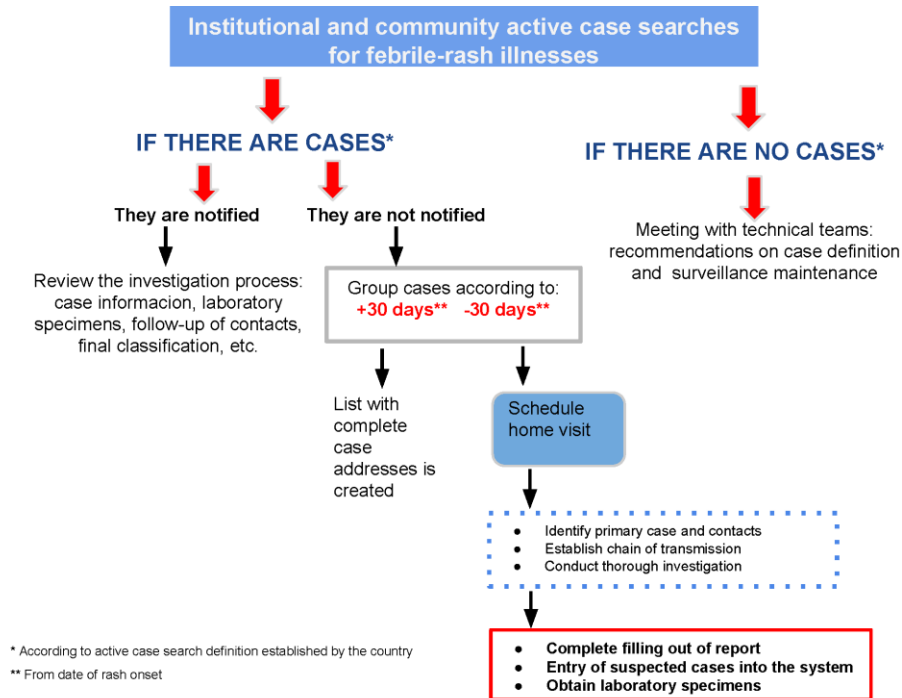 Institutional and community active case searches
for febrile-rash illnesses
IF THERE ARE CASES*
IF THERE ARE NO CASES*
They are notified
They are not notified
Meeting with technical teams:
recommendations on case definition
and surveillance maintenance
Review the investigation process:
case informacion, laboratory
specimens, follow-up of contacts,
final classification, etc.
Group cases according to:
+30 days** -30 days**
List with
complete
case
addresses is
created
Schedule
home visit
● Identify primary case and contacts
● Establish chain of transmission
● Conduct thorough investigation
● Complete filling out of report
● Entry of suspected cases into the system
● Obtain laboratory specimens
* According to active case search definition established by the country
** From date of rash onset